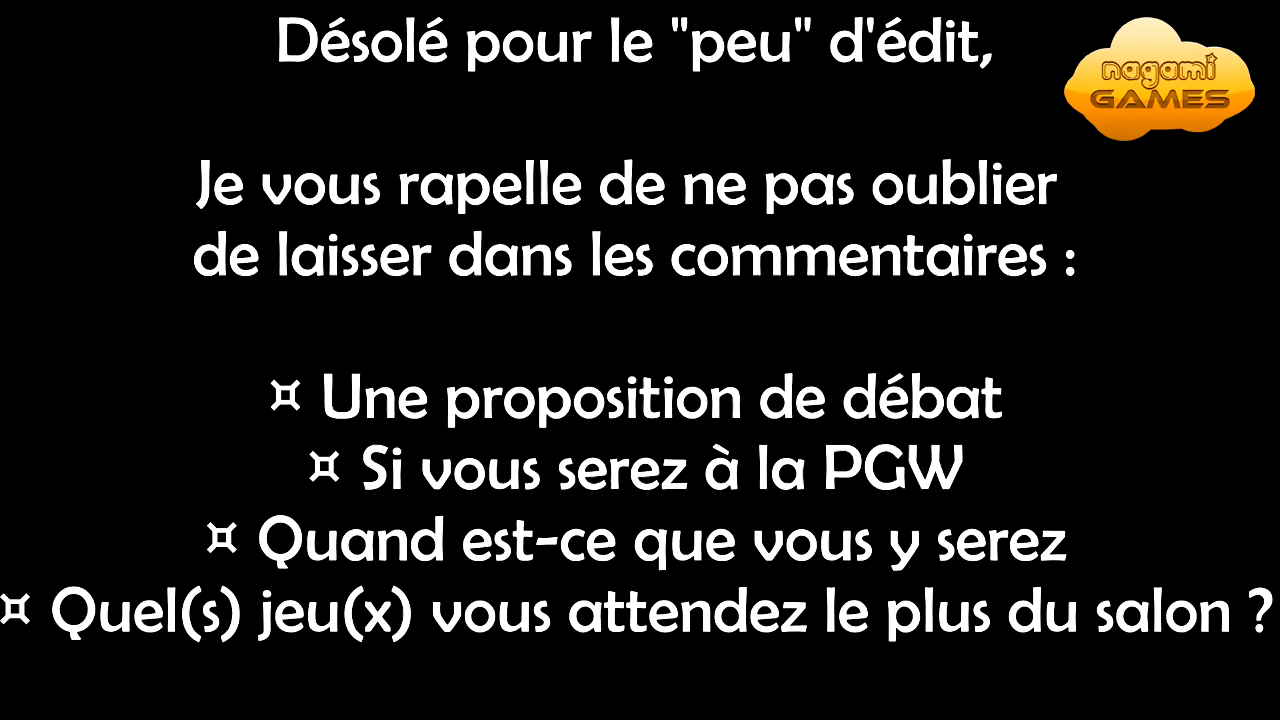 Désolé pour le "peu" d'édit,
nagami
GAMES
Je vous rapelle de ne pas oublier
de laisser dans les commentaires :
¤ Une proposition de débat
¤ Si vous serez à la PGW
¤ Quand est-ce que vous y serez
¤ Quel(s) jeu(x) vous attendez le plus du salon ?